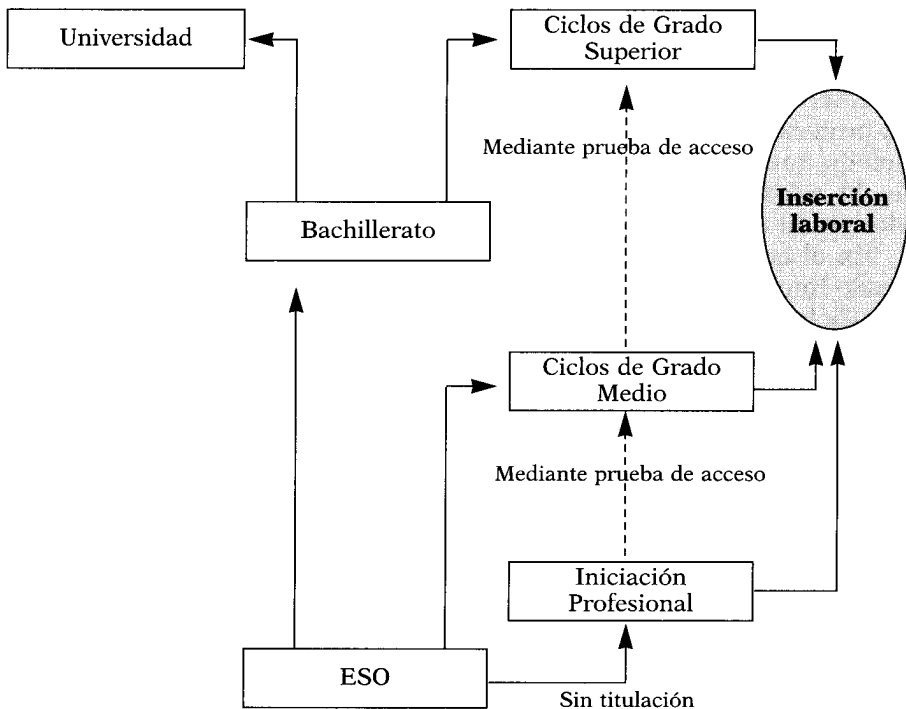 Universidad
Ciclos de Grado
Superior
Mediante prueba de acceso
Inserción
laboral
Bachillerato
Ciclos de Grado
Medio
Mediante prueba de acceso
Iniciación
Profesional
ESO
Sin titulación